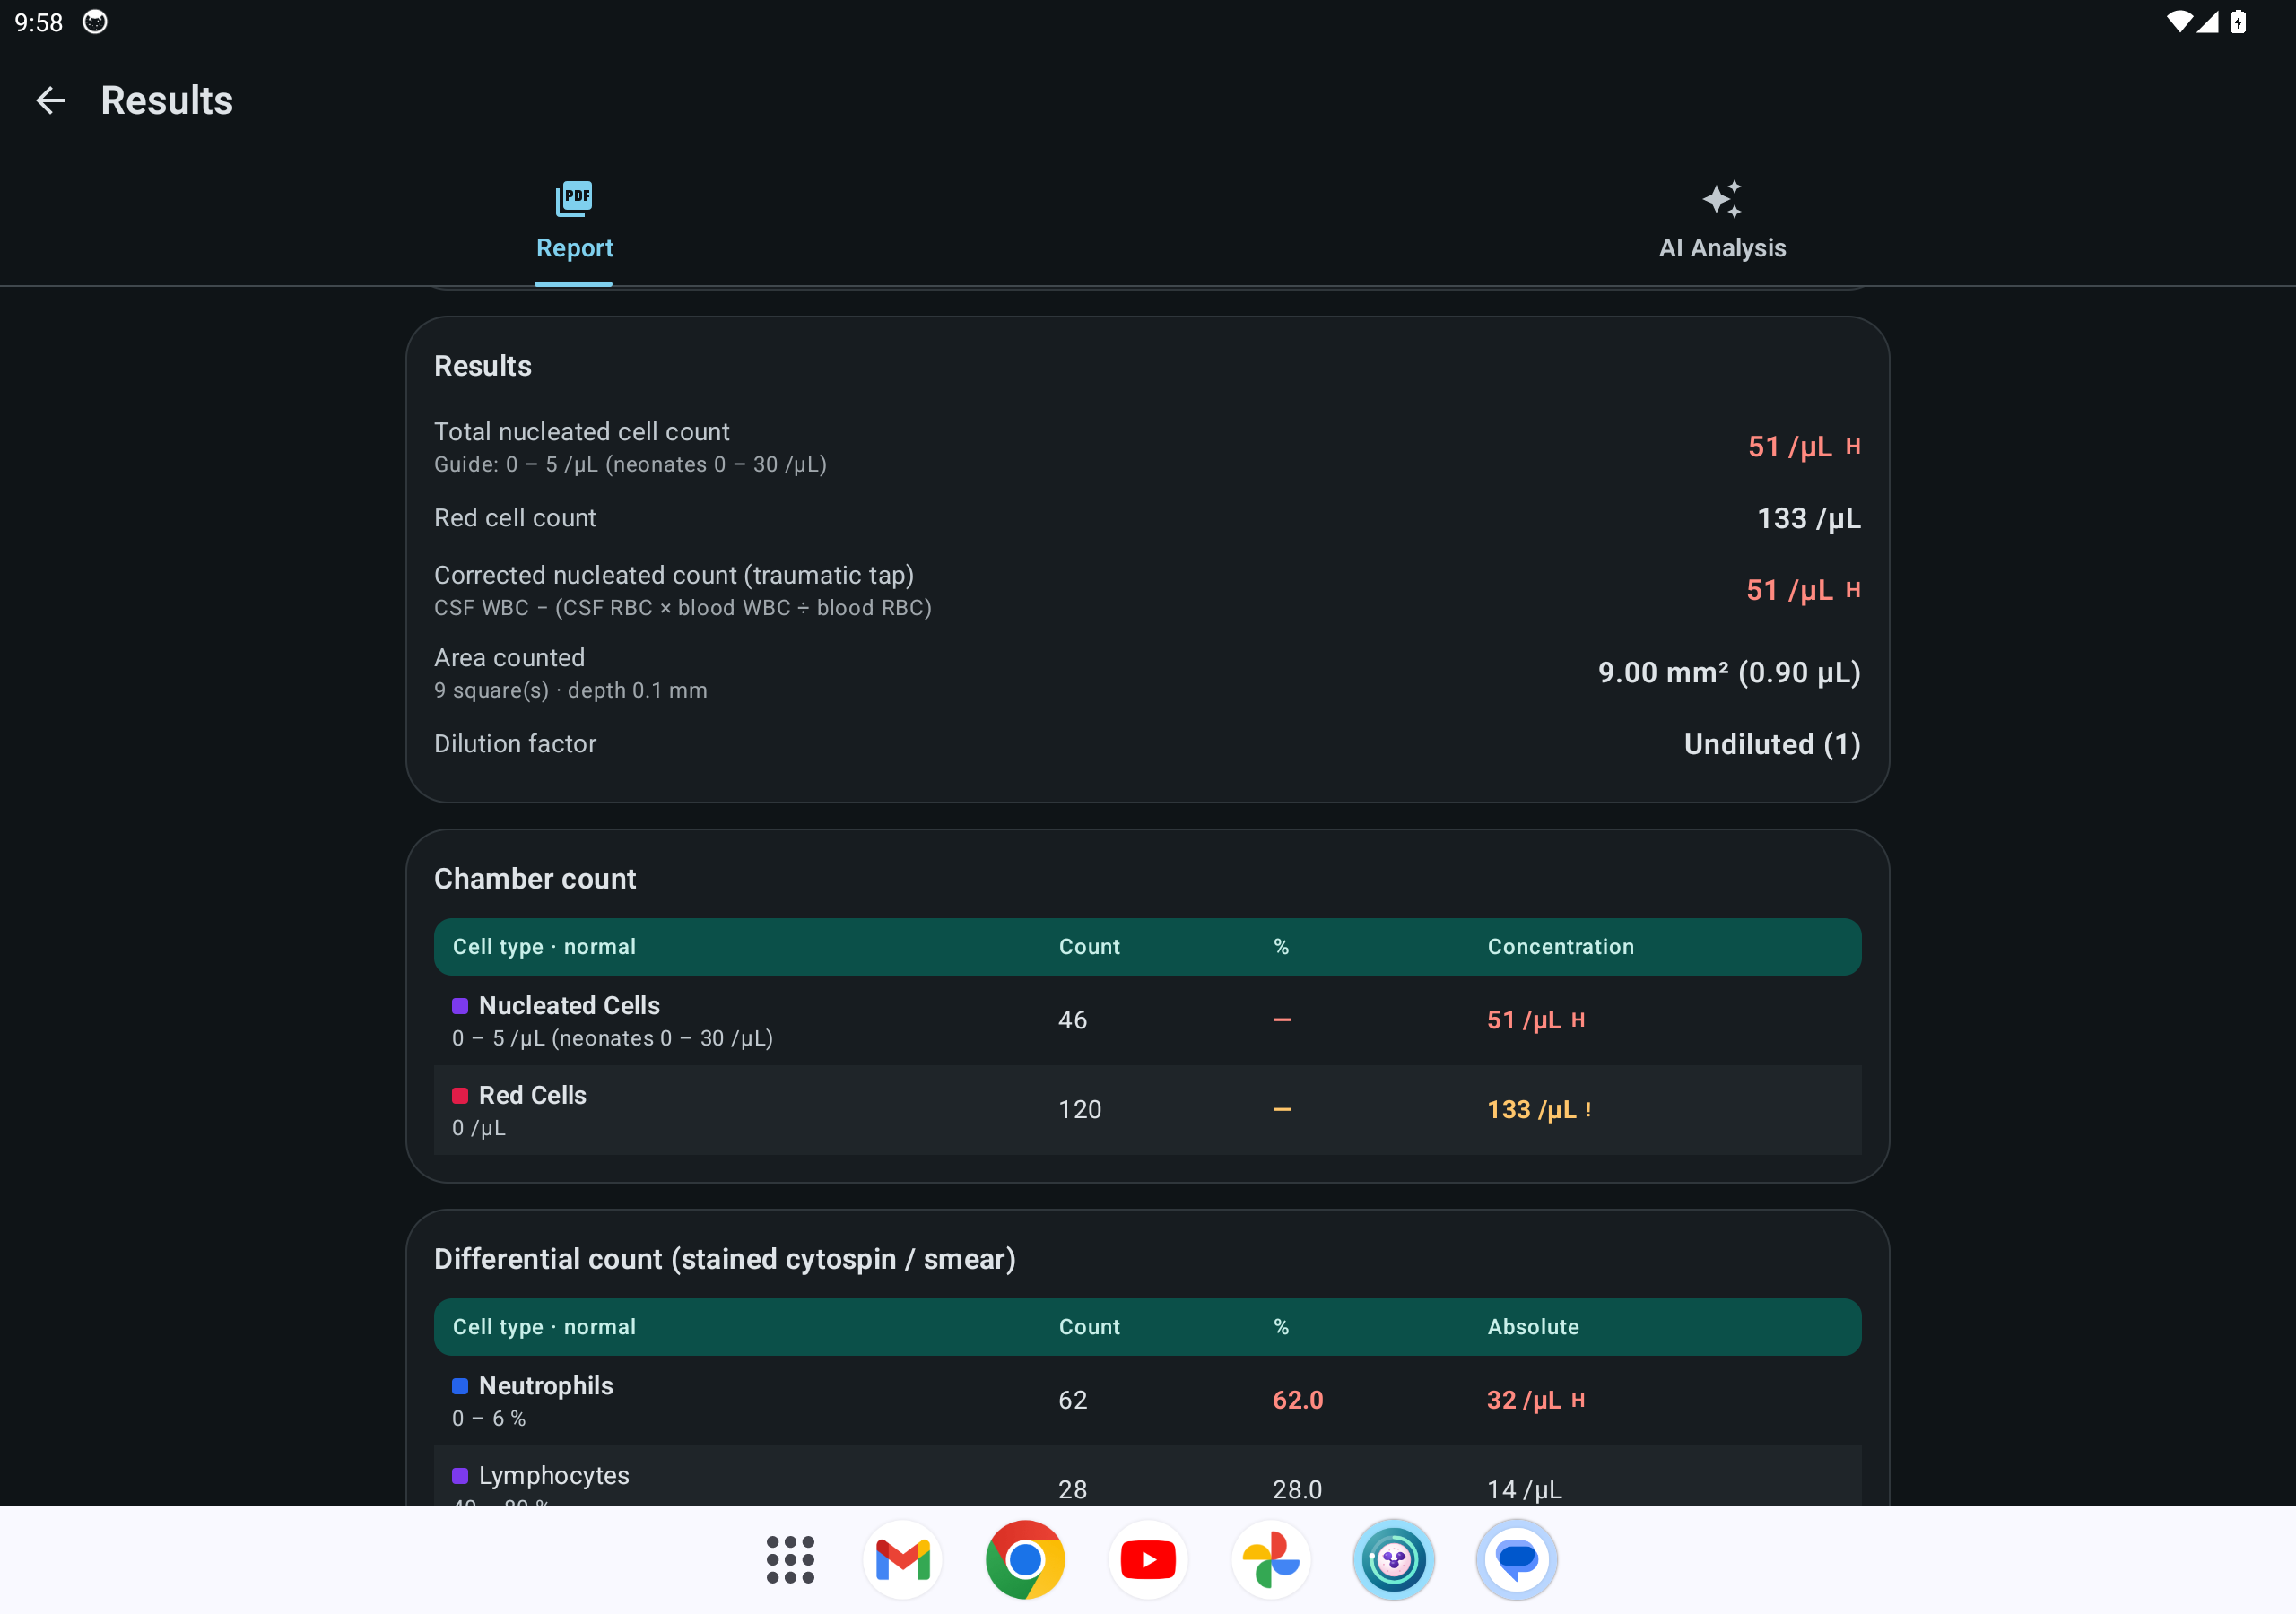 9:58
Results
PDF
Report
AI Analysis
Results
Total nucleated cell count
Guide: 0 – 5 /µL (neonates 0 – 30 /µL)
51 /µL H
Red cell count
133 /µL
Corrected nucleated count (traumatic tap)
CSF WBC − (CSF RBC × blood WBC ÷ blood RBC)
51 /µL H
Area counted
9 square(s) · depth 0.1 mm
9.00 mm² (0.90 µL)
Dilution factor
Undiluted (1)
Chamber count
Cell type · normal Count % Concentration
Nucleated Cells
0 – 5 /µL (neonates 0 – 30 /µL)
46 — 51 /µL H
Red Cells
0 /µL
120 — 133 /µL !
Differential count (stained cytospin / smear)
Cell type · normal Count % Absolute
Neutrophils
0 – 6 %
62 62.0 32 /µL H
Lymphocytes
28 28.0 14 /µL